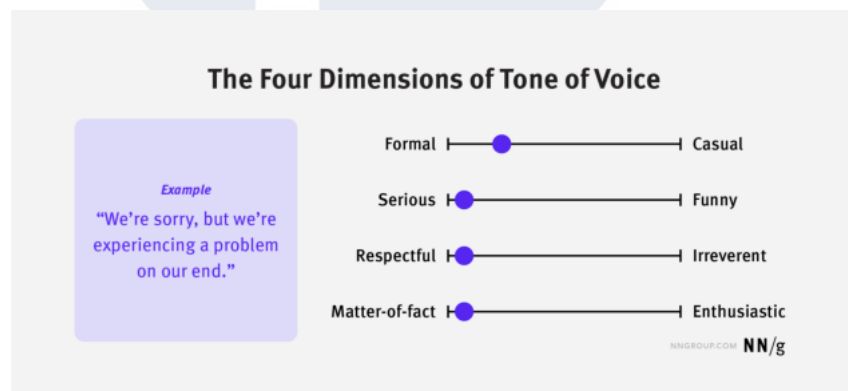 The Four Dimensions of Tone of Voice
Example
“We’re sorry, but we’re
experiencing a problem
on our end.”
Formal Casual
Serious Funny
Respectful Irreverent
Matter-of-fact Enthusiastic
NNGROUP.COM NN/g